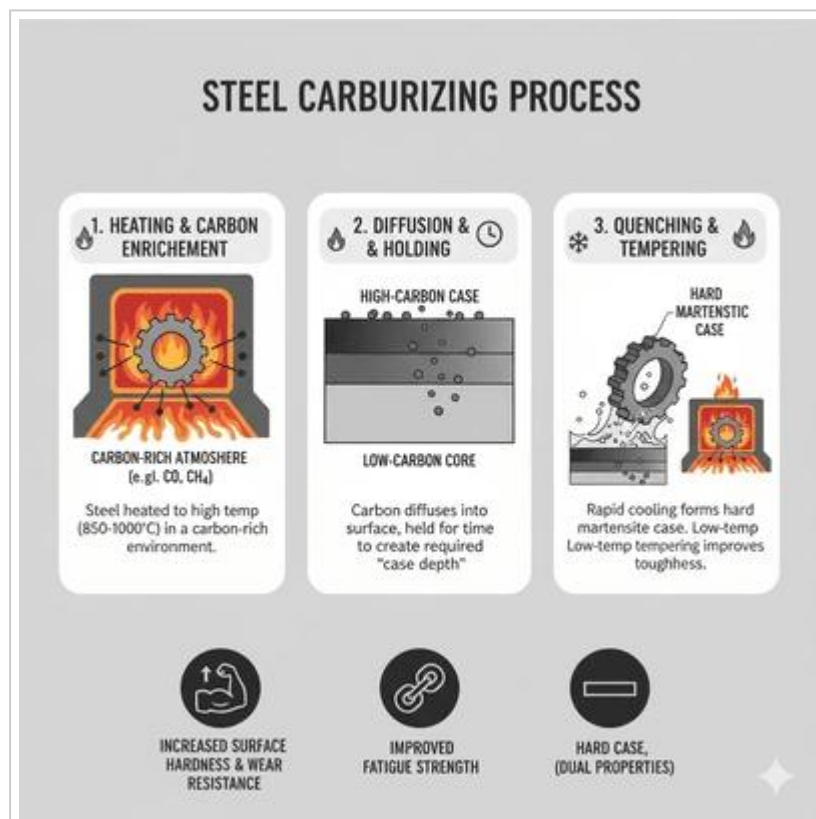 STEEL CARBURIZING PROCESS
1. HEATING & CARBON
ENRICHEMENT
CARBON-RICH ATMOSHERE
(e.gl. CO, CH₄)
Steel heated to high temp
(850-1000°C) in a carbon-rich
environment.
2. DIFFUSION &
& HOLDING
HIGH-CARBON CASE
LOW-CARBON CORE
Carbon diffuses into
surface, held for time
to create required
"case depth"
3. QUENCHING &
TEMPERING
HARD
MARTENSTIC
CASE
Rapid cooling forms hard
martensite case. Low-temp
Low-temp tempering improves
toughhess.
INCREASED SURFACE
HARDNESS & WEAR
RESISTANCE
IMPROVED
FATIGUE STRENGTH
HARD CASE,
(DUAL PROPERTIES)